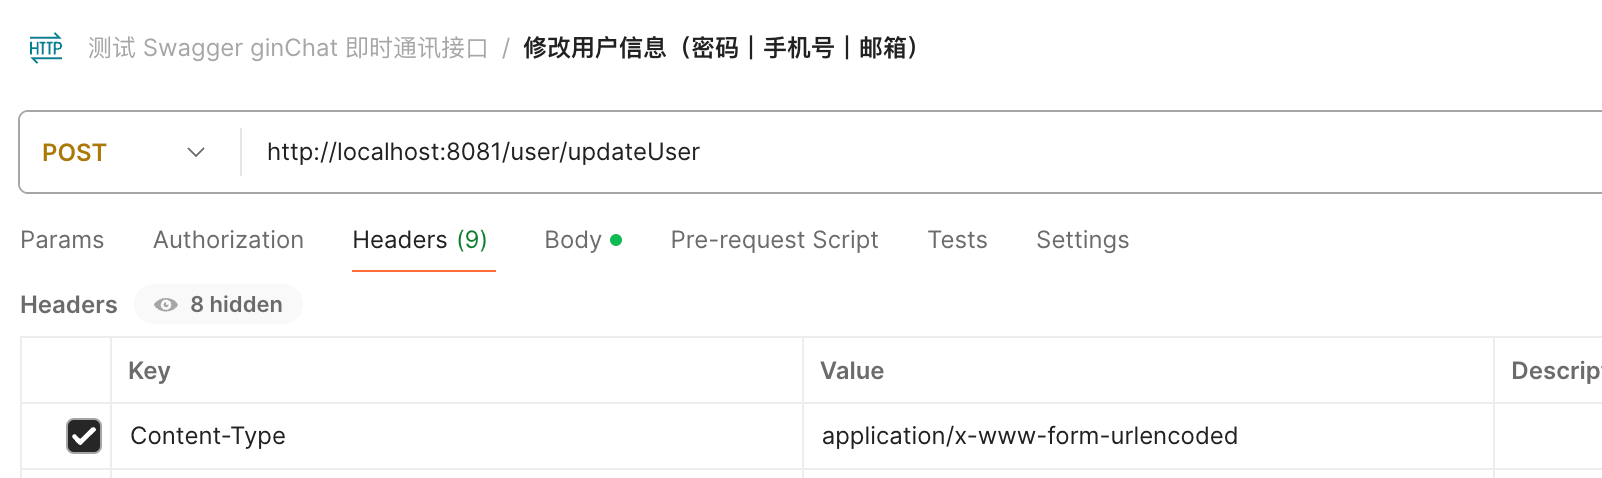 HTTP 测试 Swagger ginChat 即时通讯接口 / 修改用户信息（密码｜手机号｜邮箱）
POST http://localhost:8081/user/updateUser
Params Authorization Headers (9) Body Pre-request Script Tests Settings
Headers 8 hidden
Key Value Descrip
Content-Type application/x-www-form-urlencoded